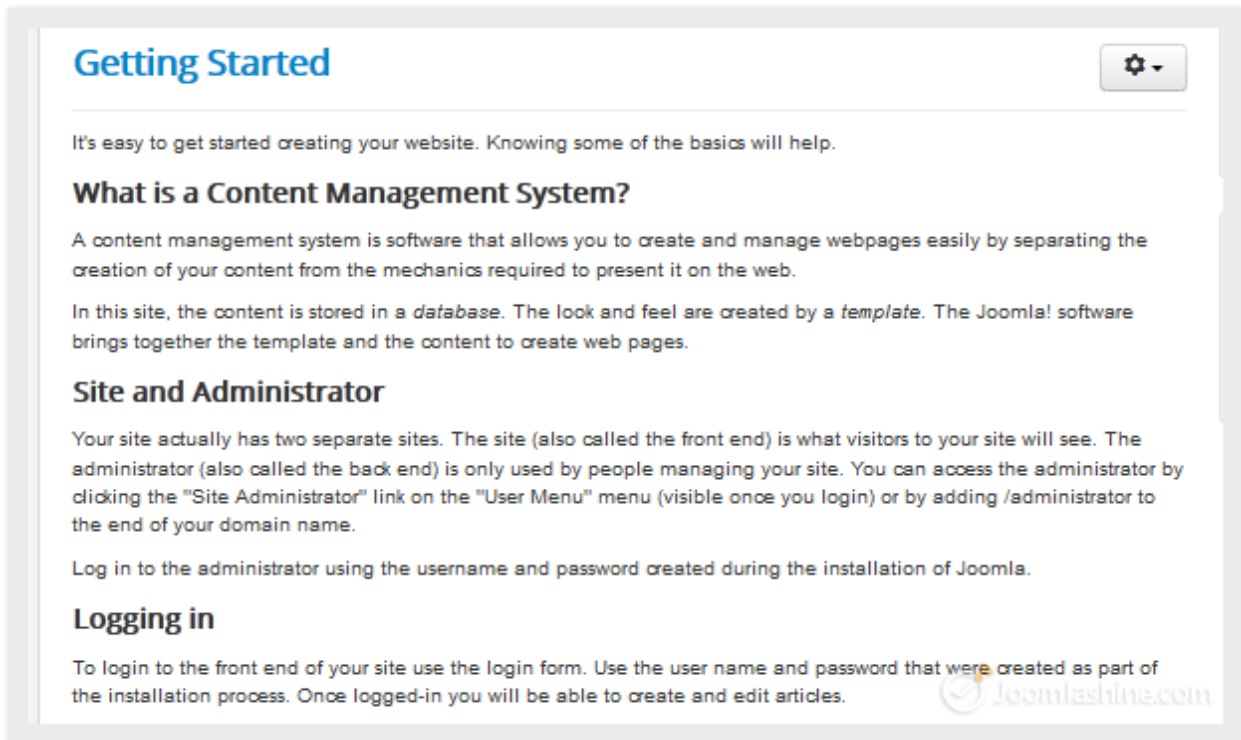 Getting Started
It's easy to get started creating your website. Knowing some of the basics will help.
What is a Content Management System?
A content management system is software that allows you to create and manage webpages easily by separating the
creation of your content from the mechanics required to present it on the web.
In this site, the content is stored in a database. The look and feel are created by a template. The Joomla! software
brings together the template and the content to create web pages.
Site and Administrator
Your site actually has two separate sites. The site (also called the front end) is what visitors to your site will see. The
administrator (also called the back end) is only used by people managing your site. You can access the administrator by
clicking the "Site Administrator" link on the "User Menu" menu (visible once you login) or by adding /administrator to
the end of your domain name.
Log in to the administrator using the username and password created during the installation of Joomla.
Logging in
To login to the front end of your site use the login form. Use the user name and password that were created as part of
the installation process. Once logged-in you will be able to create and edit articles.
Joomlashine.com